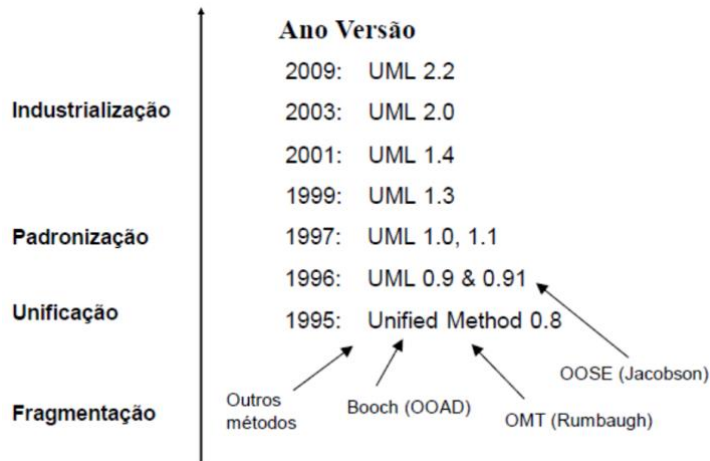 Ano Versão
2009: UML 2.2
Industrialização
2003: UML 2.0
2001: UML 1.4
1999: UML 1.3
Padronização
1997: UML 1.0, 1.1
1996: UML 0.9 & 0.91
Unificação
1995: Unified Method 0.8
OOSE (Jacobson)
Outros
métodos
Booch (OOAD)
OMT (Rumbaugh)
Fragmentação